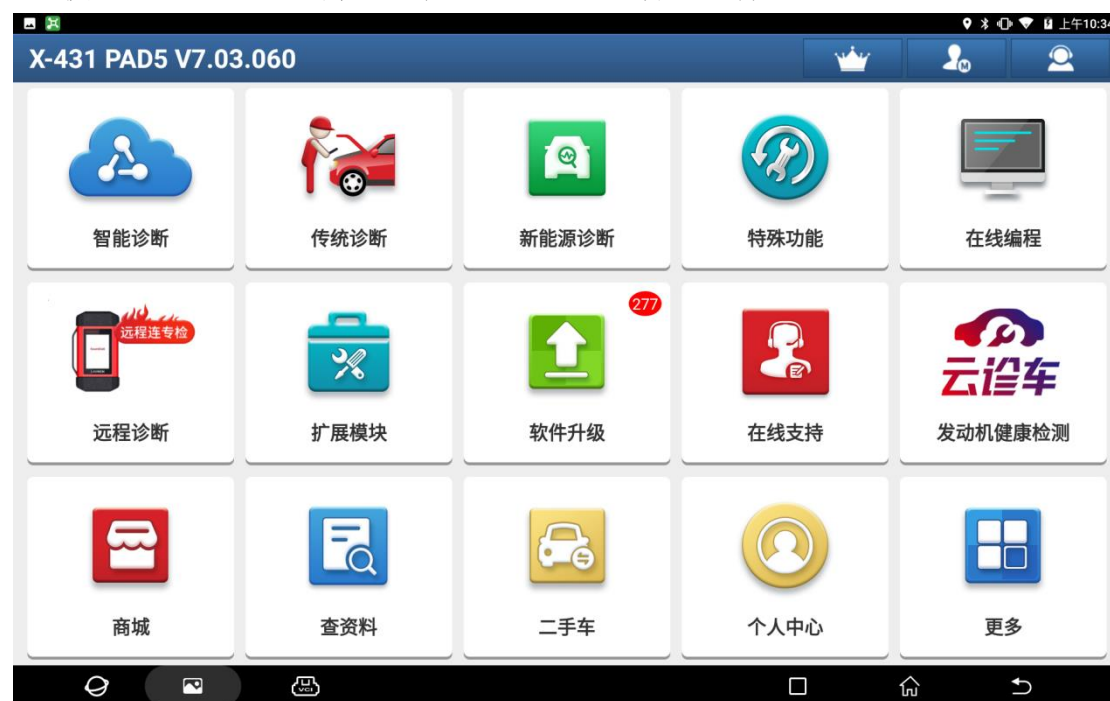 上午10:34
X-431 PAD5 V7.03.060
M
智能诊断
传统诊断
新能源诊断
特殊功能
在线编程
远程连专检
277
云诊车
远程诊断
扩展模块
软件升级
在线支持
发动机健康检测
商城
查资料
二手车
个人中心
更多
VCI